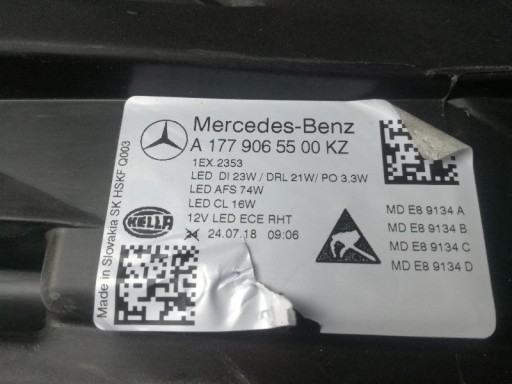 Mercedes-Benz
A 177 906 55 00 KZ
1EX.2353
LED DI 23W / DRL 21W/ PO 3,3W
LED AFS 74W
LED CL 16W
12V LED ECE RHT
24.07.18 09:06
HELLA
Made in Slovakia SK HSKF O003
MD E8 9134 A
MD E8 9134 B
MD E8 9134 C
MD E8 9134 D